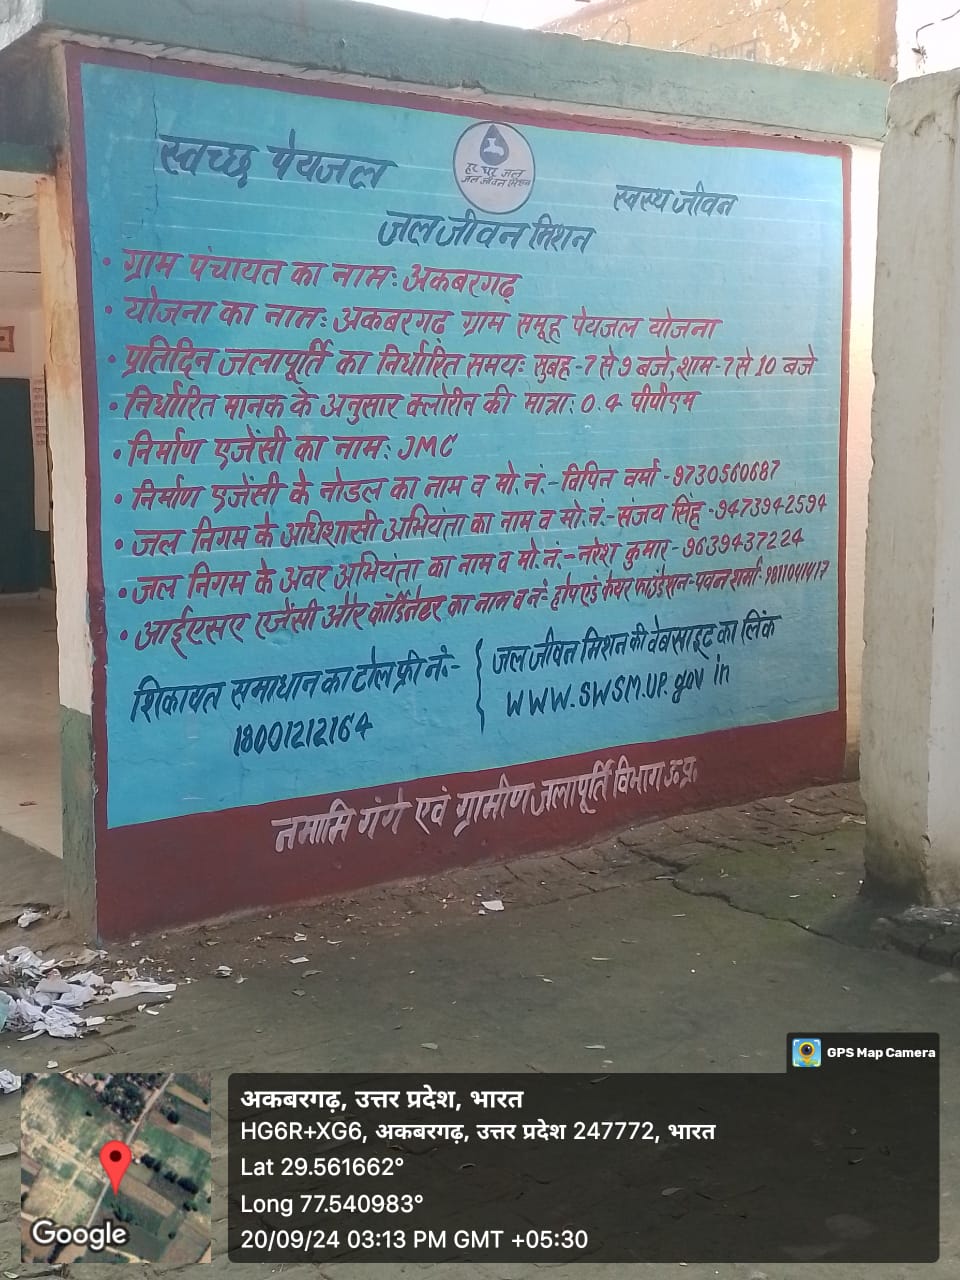 स्वच्छ पेयजल
हर घर जल
जल जीवन मिशन
स्वस्थ जीवन
जल जीवन मिशन
• ग्राम पंचायत का नाम: अकबरगढ़
• योजना का नाम: अकबरगढ़ ग्राम समूह पेयजल योजना
• प्रतिदिन जलापूर्ति का निर्धारित समय: सुबह-7 से 9 बजे, शाम-7 से 10 बजे
• निर्धारित मानक के अनुसार क्लोरीन की मात्रा: 0.4 पीपीएम
• निर्माण एजेंसी का नाम: JMC
• निर्माण एजेंसी के नोडल का नाम व मो.नं.- विपिन वर्मा - 9730560687
• जल निगम के अधिशासी अभियंता का नाम व मो.नं.- संजय सिंह - 9473942594
• जल निगम के अवर अभियंता का नाम व मो.नं.- नरेश कुमार - 9639437224
• आईएसए एजेंसी और कॉर्डिनेटर का नाम व नं- होप एंड केयर फाउंडेशन- पवन शर्मा- 9811041417
शिकायत समाधान का टोल फ्री नं:-
18001212164
जल जीवन मिशन की वेबसाइट का लिंक
WWW.SWSM.UP.gov in
नमामि गंगे एवं ग्रामीण जलापूर्ति विभाग ऊ.प्र.
GPS Map Camera
अकबरगढ़, उत्तर प्रदेश, भारत
HG6R+XG6, अकबरगढ़, उत्तर प्रदेश 247772, भारत
Lat 29.561662°
Long 77.540983°
20/09/24 03:13 PM GMT +05:30
Google